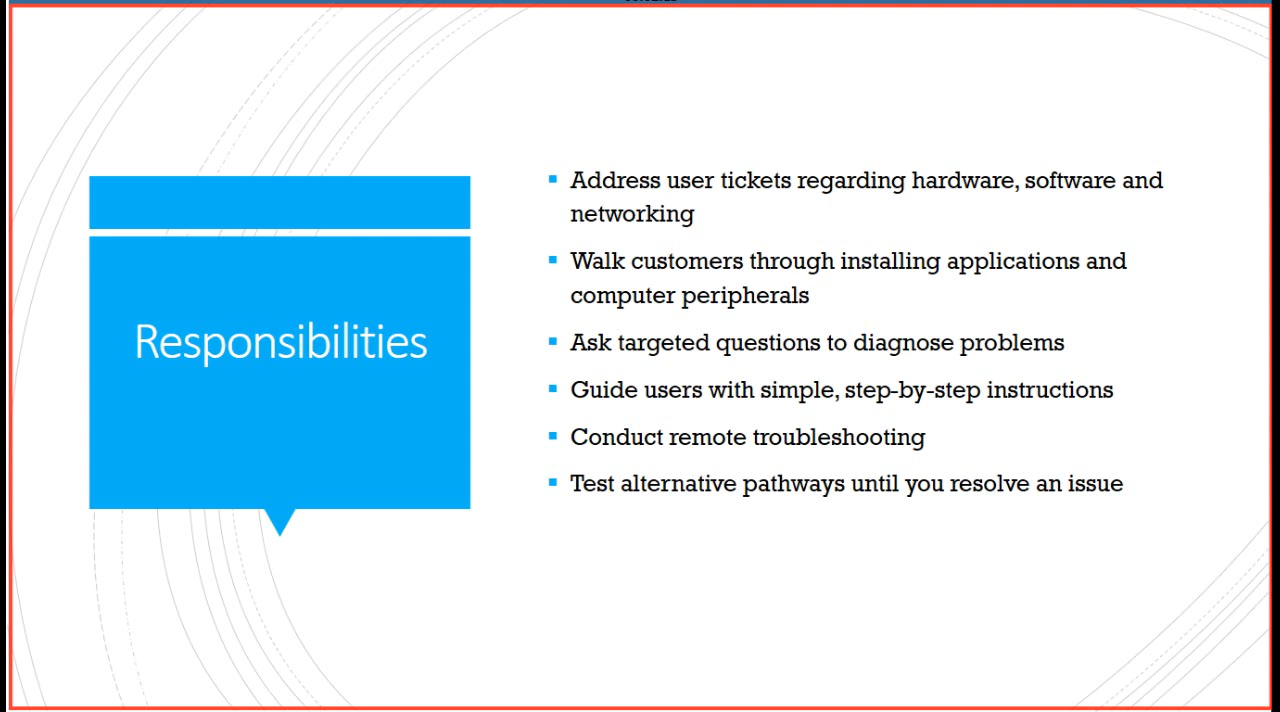 Responsibilities
Address user tickets regarding hardware, software and
networking
Walk customers through installing applications and
computer peripherals
Ask targeted questions to diagnose problems
Guide users with simple, step-by-step instructions
Conduct remote troubleshooting
Test alternative pathways until you resolve an issue